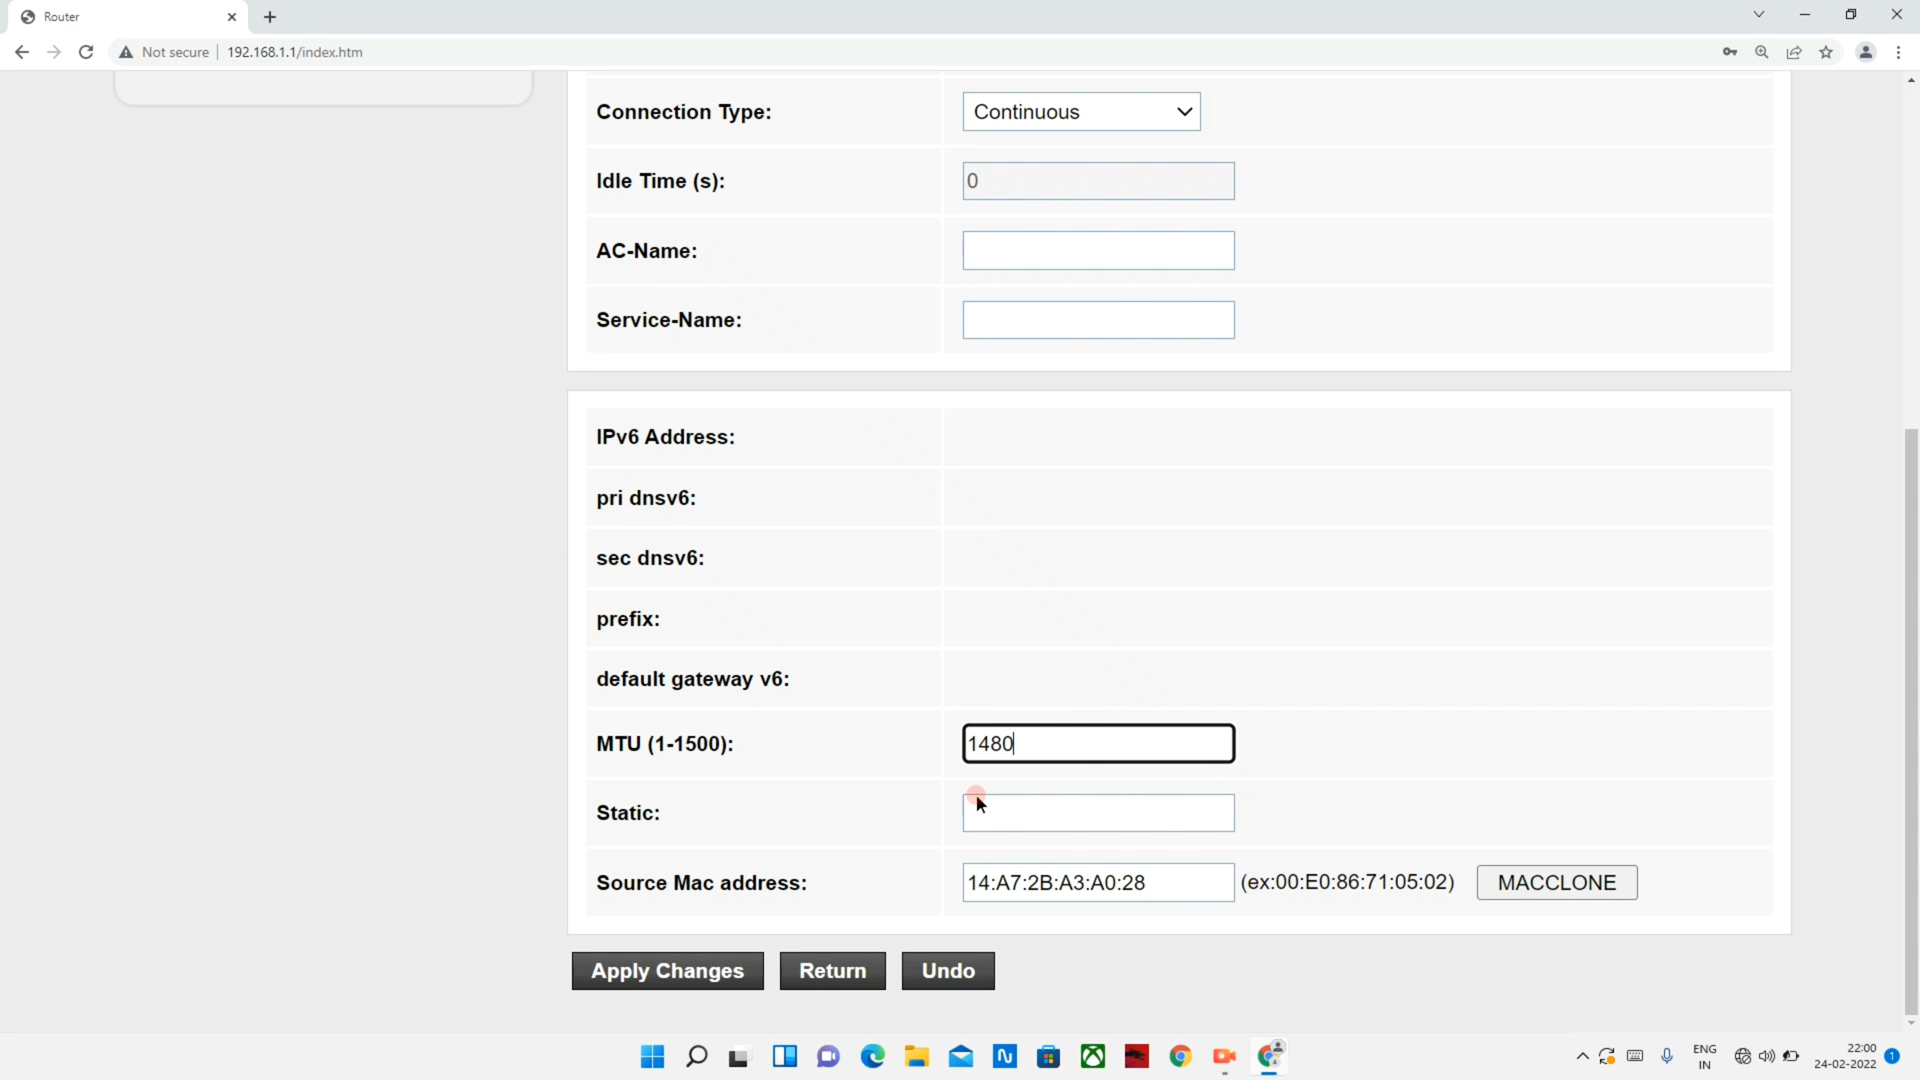 Router
Not secure 192.168.1.1/index.htm
Connection Type: Continuous
Idle Time (s): 0
AC-Name:
Service-Name:
IPv6 Address:
pri dnsv6:
sec dnsv6:
prefix:
default gateway v6:
MTU (1-1500): 1480
Static:
Source Mac address: 14:A7:2B:A3:A0:28 (ex:00:E0:86:71:05:02) MACCLONE
Apply Changes Return Undo
ENG
IN
22:00
24-02-2022
1